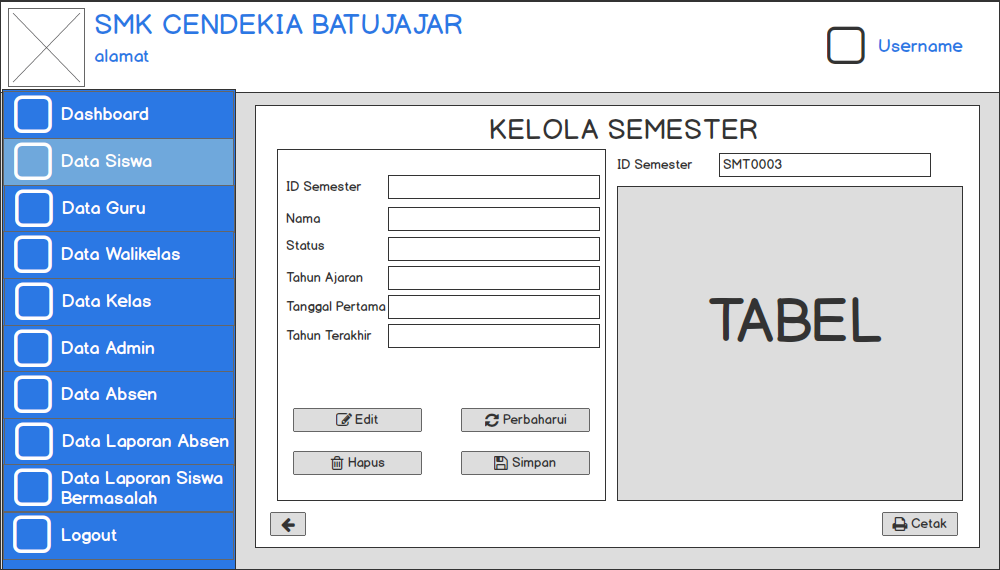 SMK CENDEKIA BATUJAJAR
alamat
Username
Dashboard
Data Siswa
Data Guru
Data Walikelas
Data Kelas
Data Admin
Data Absen
Data Laporan Absen
Data Laporan Siswa
Bermasalah
Logout
KELOLA SEMESTER
ID Semester
Nama
Status
Tahun Ajaran
Tanggal Pertama
Tahun Terakhir
Edit
Perbaharui
Hapus
Simpan
ID Semester SMT0003
TABEL
Cetak